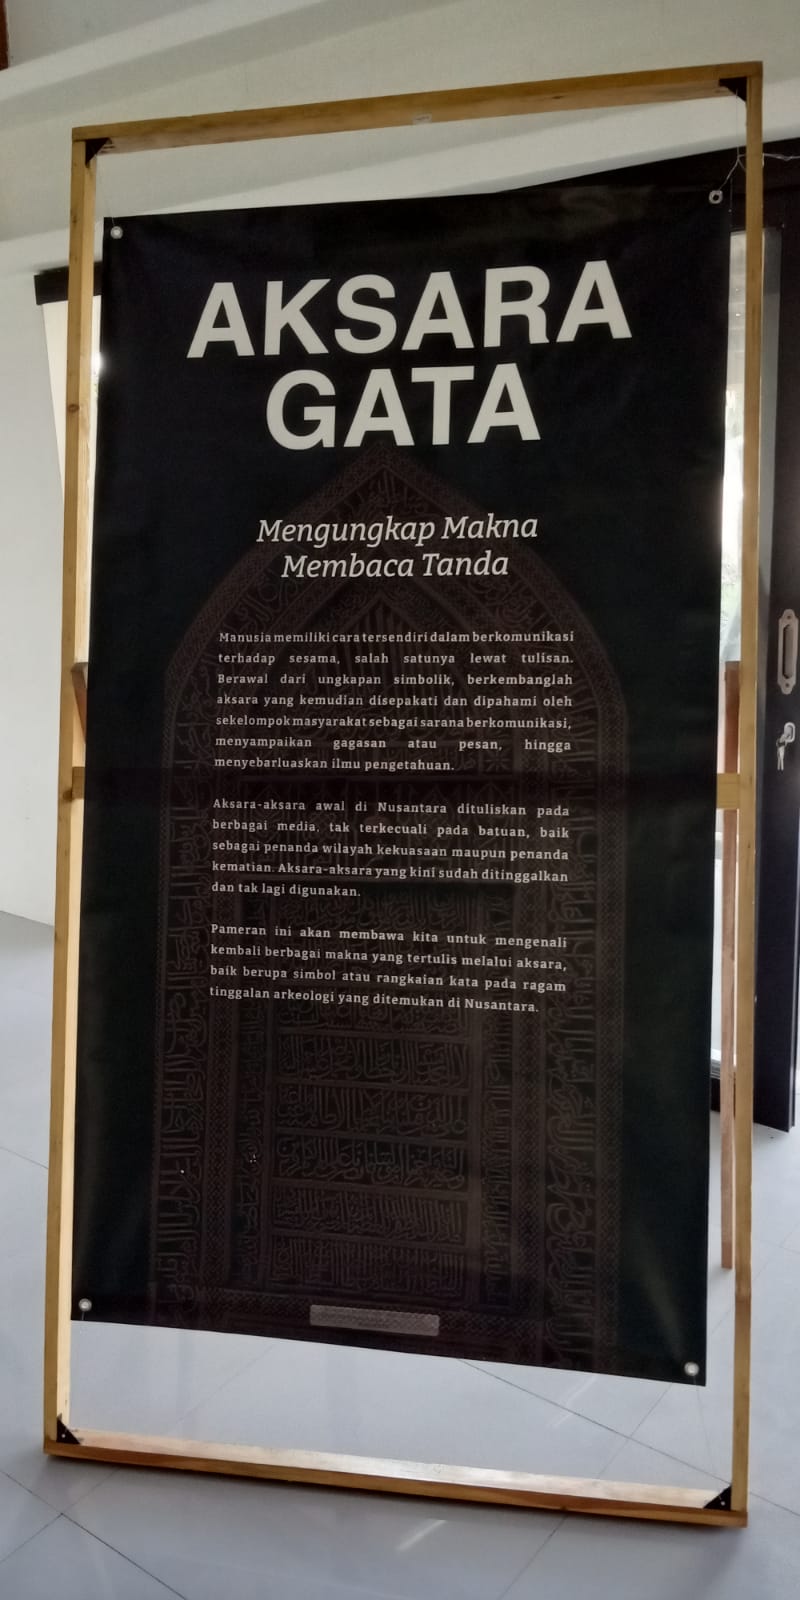 AKSARA
GATA
Mengungkap Makna
Membaca Tanda
Manusia memiliki cara tersendiri dalam berkomunikasi
terhadap sesama, salah satunya lewat tulisan.
Berawal dari ungkapan simbolik, berkembanglah
aksara yang kemudian disepakati dan dipahami oleh
sekelompok masyarakat sebagai sarana berkomunikasi,
menyampaikan gagasan atau pesan, hingga
menyebarluaskan ilmu pengetahuan.
Aksara-aksara awal di Nusantara dituliskan pada
berbagai media, tak terkecuali pada batuan, baik
sebagai penanda wilayah kekuasaan maupun penanda
kematian. Aksara-aksara yang kini sudah ditinggalkan
dan tak lagi digunakan.
Pameran ini akan membawa kita untuk mengenali
kembali berbagai makna yang tertulis melalui aksara,
baik berupa simbol atau rangkaian kata pada ragam
tinggalan arkeologi yang ditemukan di Nusantara.